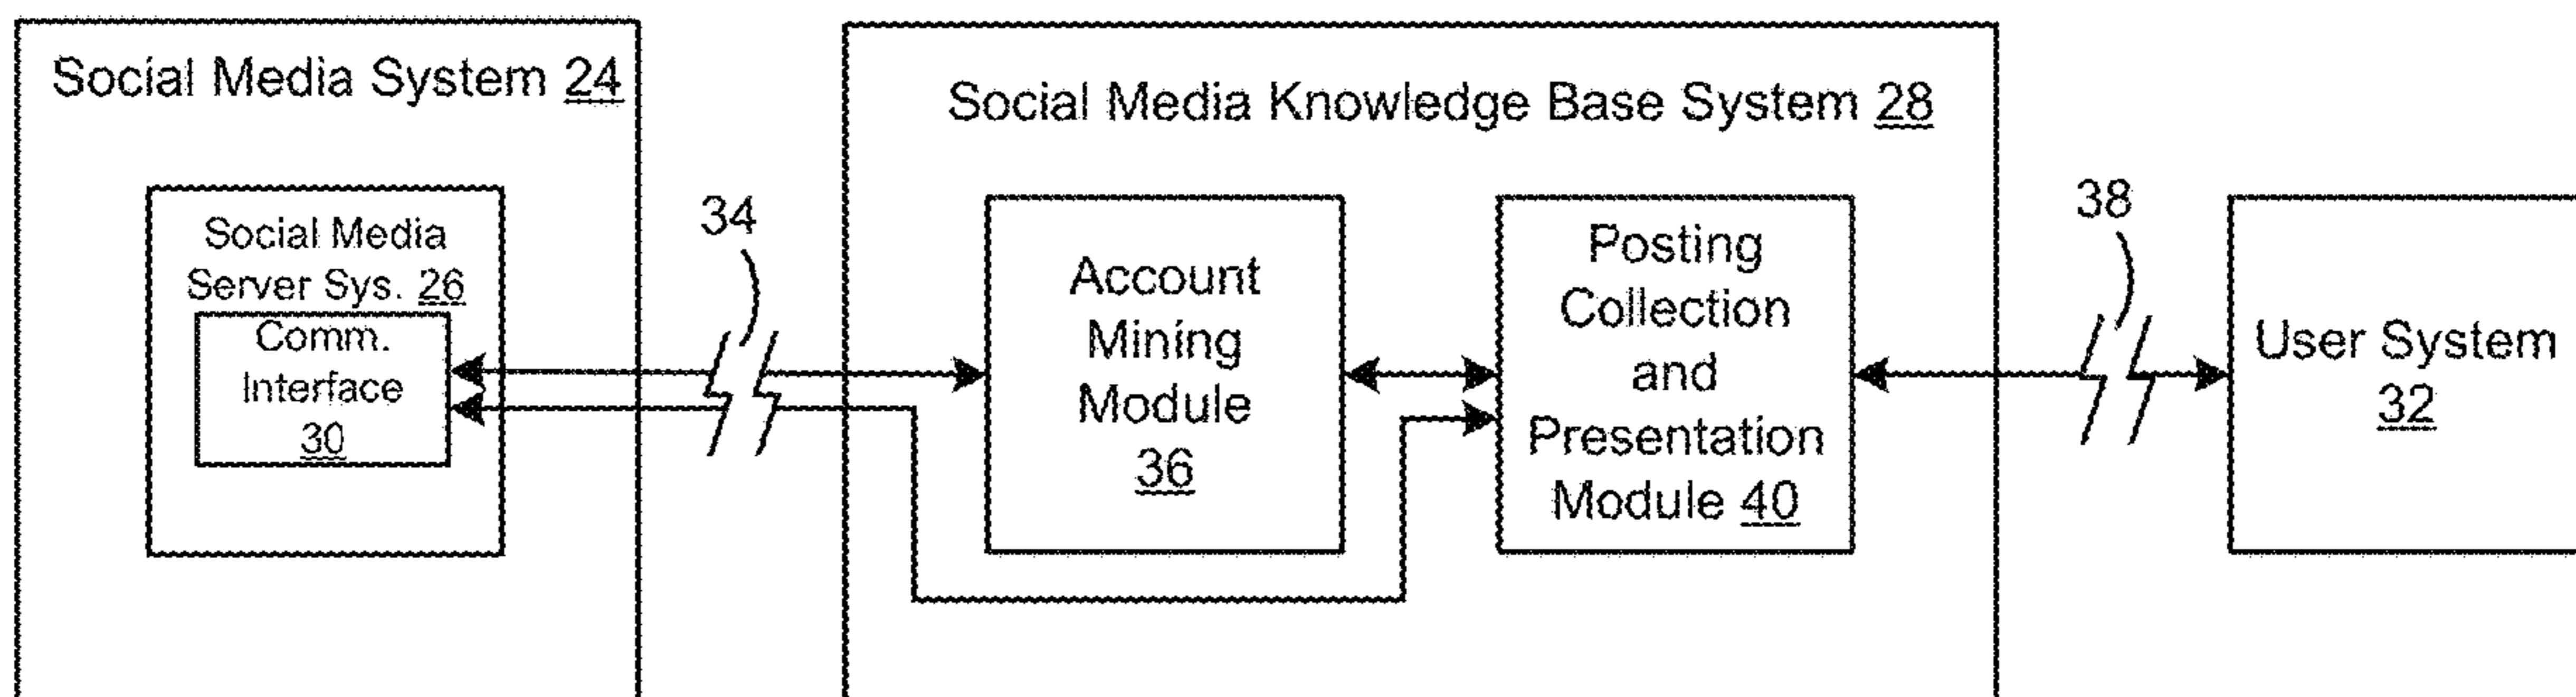 Social Media System 24
Social Media
Server Sys. 26
Comm.
Interface
30
34
Social Media Knowledge Base System 28
Account
Mining
Module
36
Posting
Collection
and
Presentation
Module 40
38
User System
32